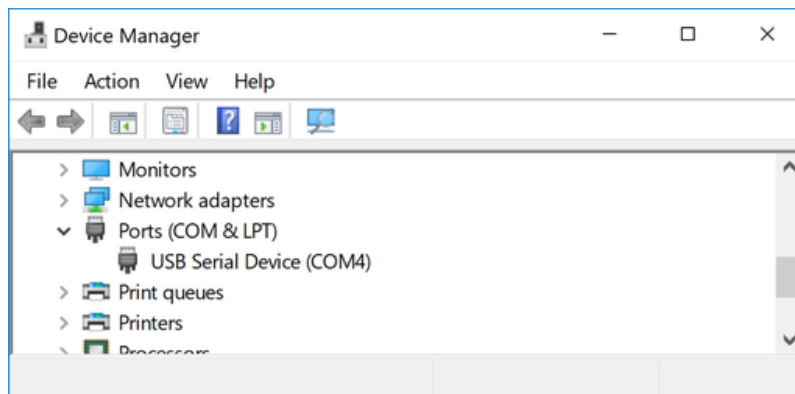 Device Manager
File Action View Help
Monitors
Network adapters
Ports (COM & LPT)
USB Serial Device (COM4)
Print queues
Printers
Processors